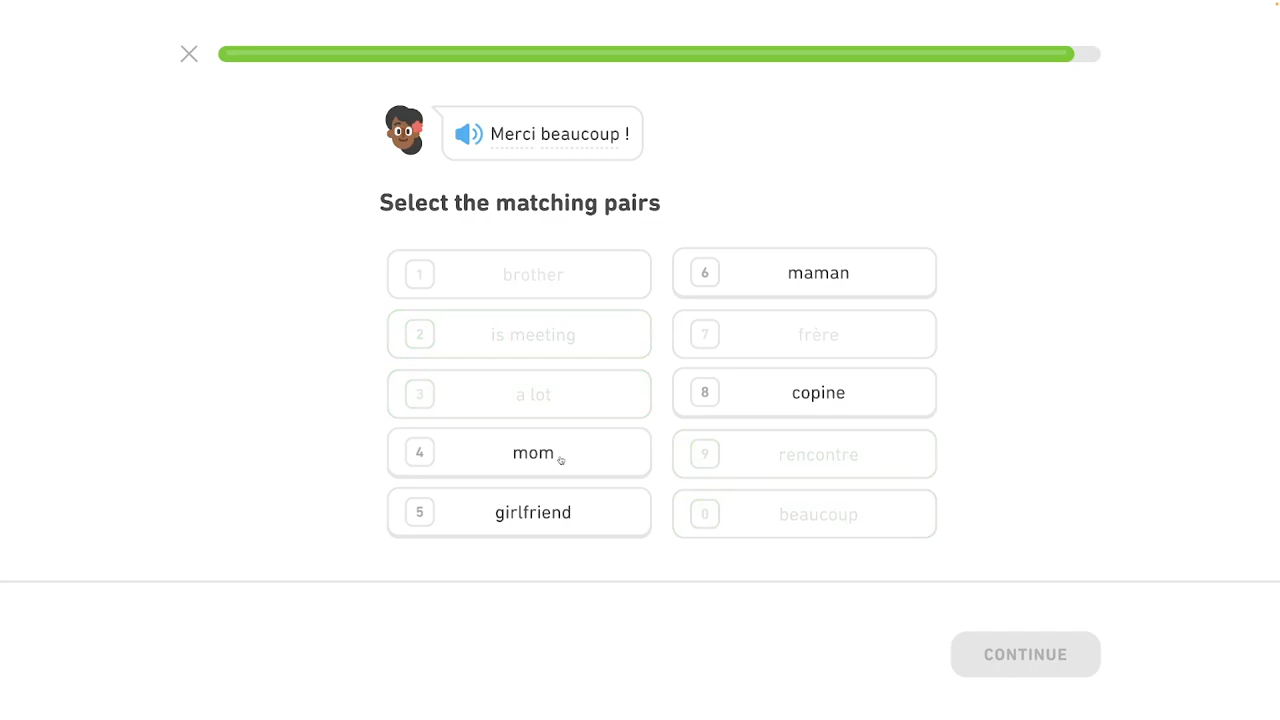 Merci beaucoup !
Select the matching pairs
1 brother
6 maman
2 is meeting
7 frère
3 a lot
8 copine
4 mom
9 rencontre
5 girlfriend
0 beaucoup
CONTINUE